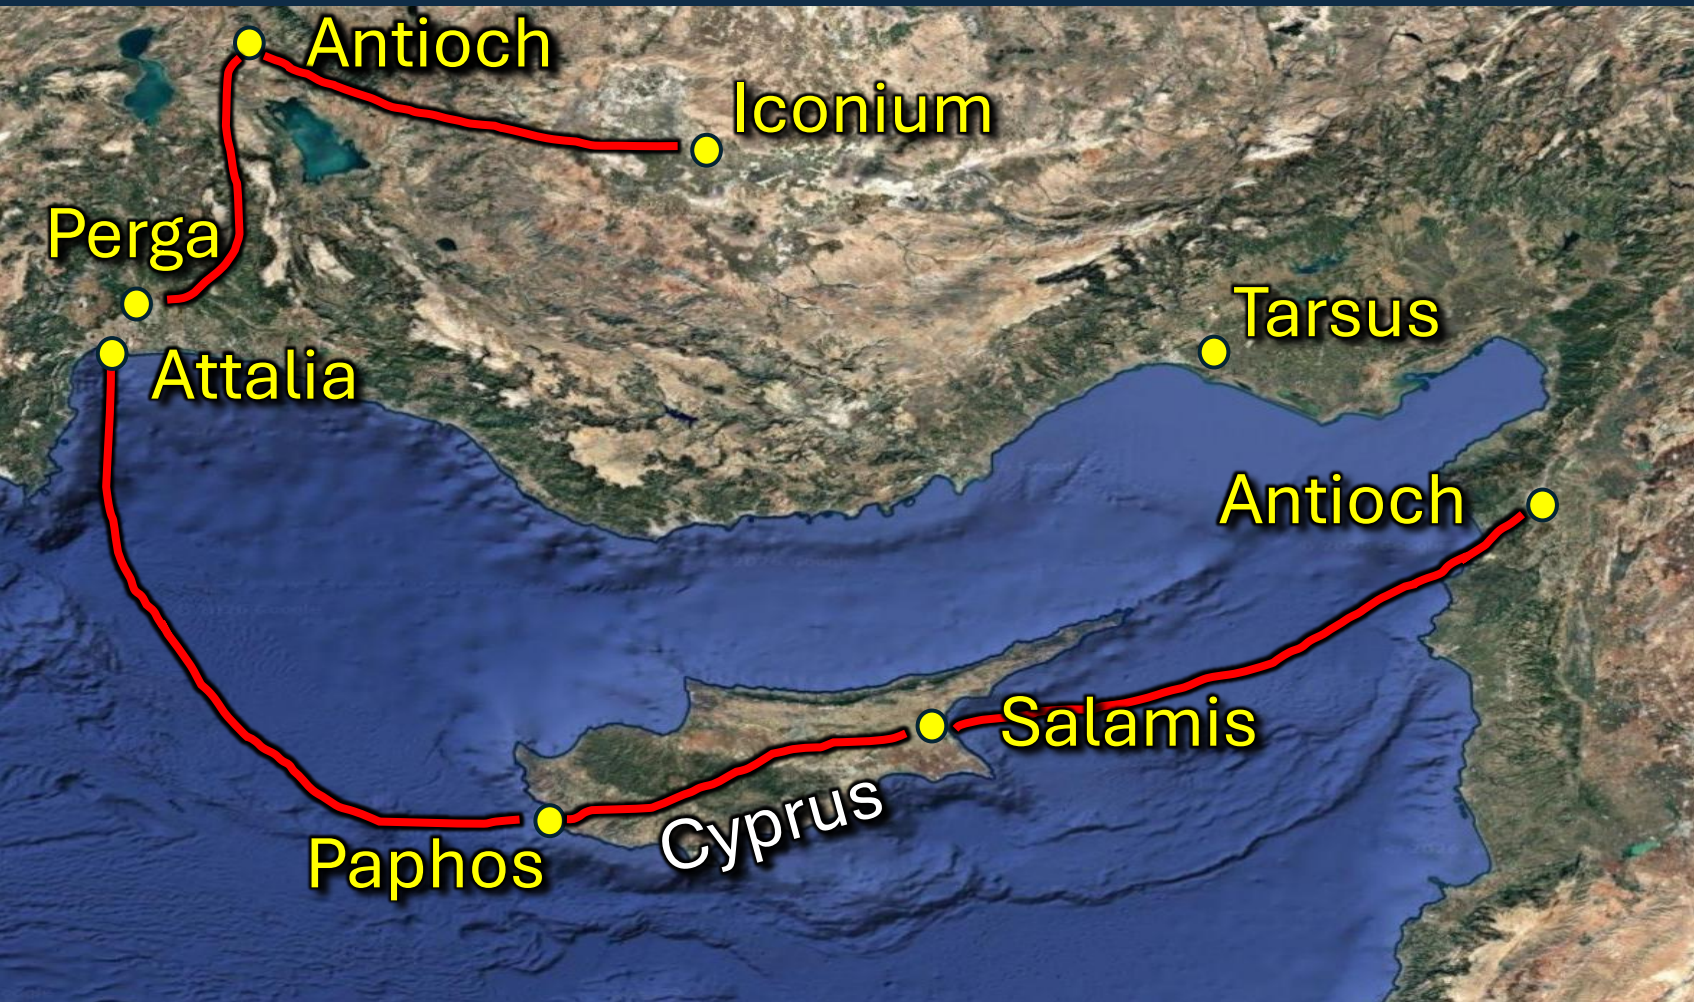 Antioch
Iconium
Perga
Tarsus
Attalia
Antioch
Salamis
Cyprus
Paphos